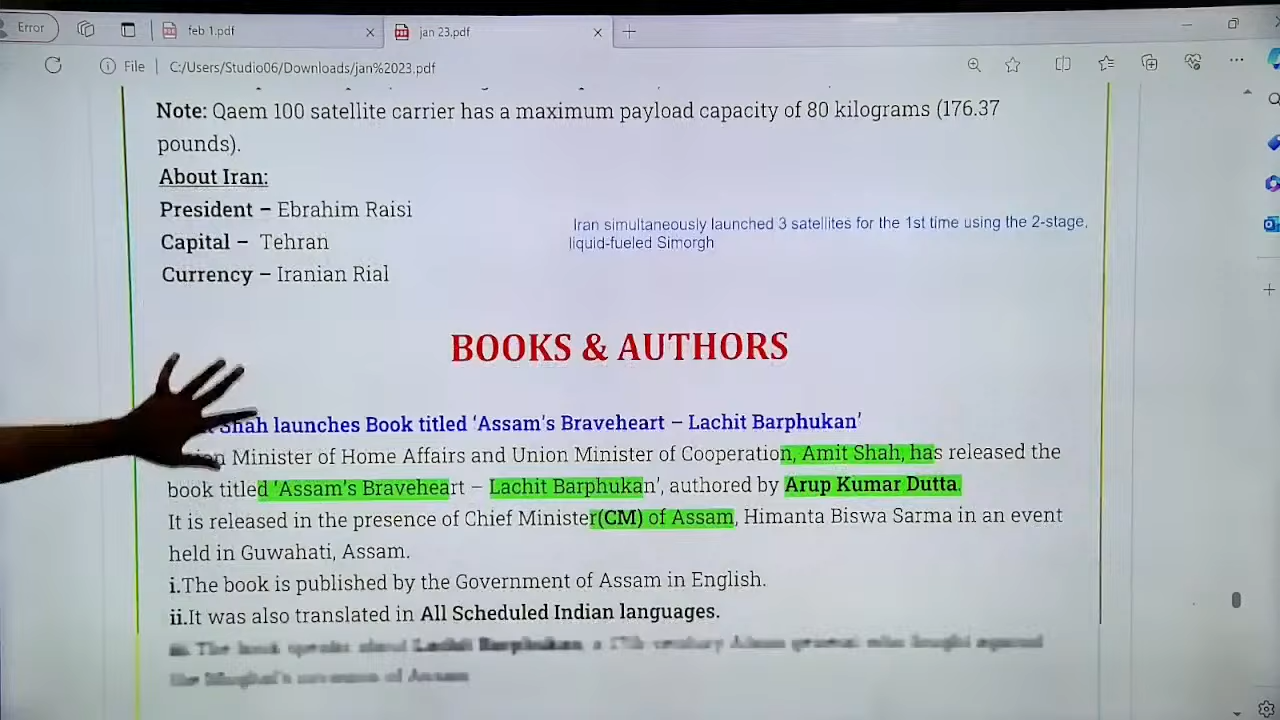 Error
feb 1.pdf
jan 23.pdf
File | C:/Users/Studio06/Downloads/jan%2023.pdf
Note: Qaem 100 satellite carrier has a maximum payload capacity of 80 kilograms (176.37
pounds).
About Iran:
President – Ebrahim Raisi
Capital – Tehran
Currency – Iranian Rial
Iran simultaneously launched 3 satellites for the 1st time using the 2-stage,
liquid-fueled Simorgh
BOOKS & AUTHORS
Shah launches Book titled ‘Assam’s Braveheart – Lachit Barphukan’
Minister of Home Affairs and Union Minister of Cooperation, Amit Shah, has released the
book titled ‘Assam’s Braveheart – Lachit Barphukan’, authored by Arup Kumar Dutta.
It is released in the presence of Chief Minister(CM) of Assam, Himanta Biswa Sarma in an event
held in Guwahati, Assam.
i.The book is published by the Government of Assam in English.
ii.It was also translated in All Scheduled Indian languages.